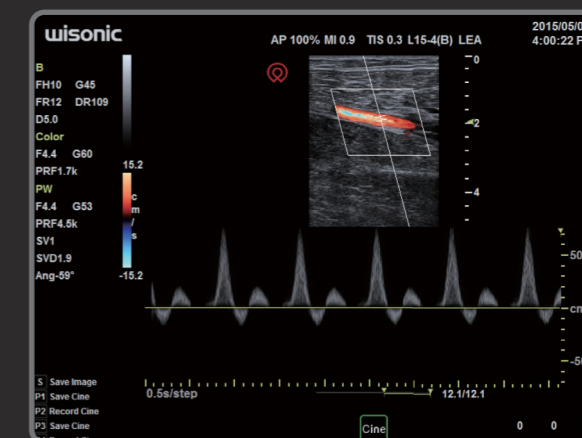 wisonic
AP 100% MI 0.9 TIS 0.3 L15-4(B) LEA
2015/05/0
4:00:22 P
B
FH10 G45
FR12 DR109
D5.0
Color
F4.4 G60
PRF1.7k
PW
F4.4 G53
PRF4.5k
SV1
SVD1.9
Ang-59°
15.2
c
m
/
s
-15.2
0
2
4
50
cm
-50
0.5s/step
12.1/12.1
S Save Image
P1 Save Cine
P2 Record Cine
P3 Save Cine
Cine
0 0